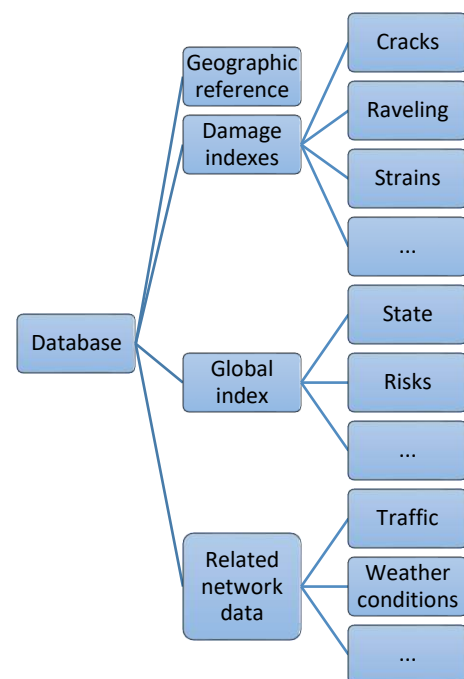 Database
Geographic
reference
Damage
indexes
Cracks
Raveling
Strains
...
Global
index
State
Risks
...
Related
network
data
Traffic
Weather
conditions
...